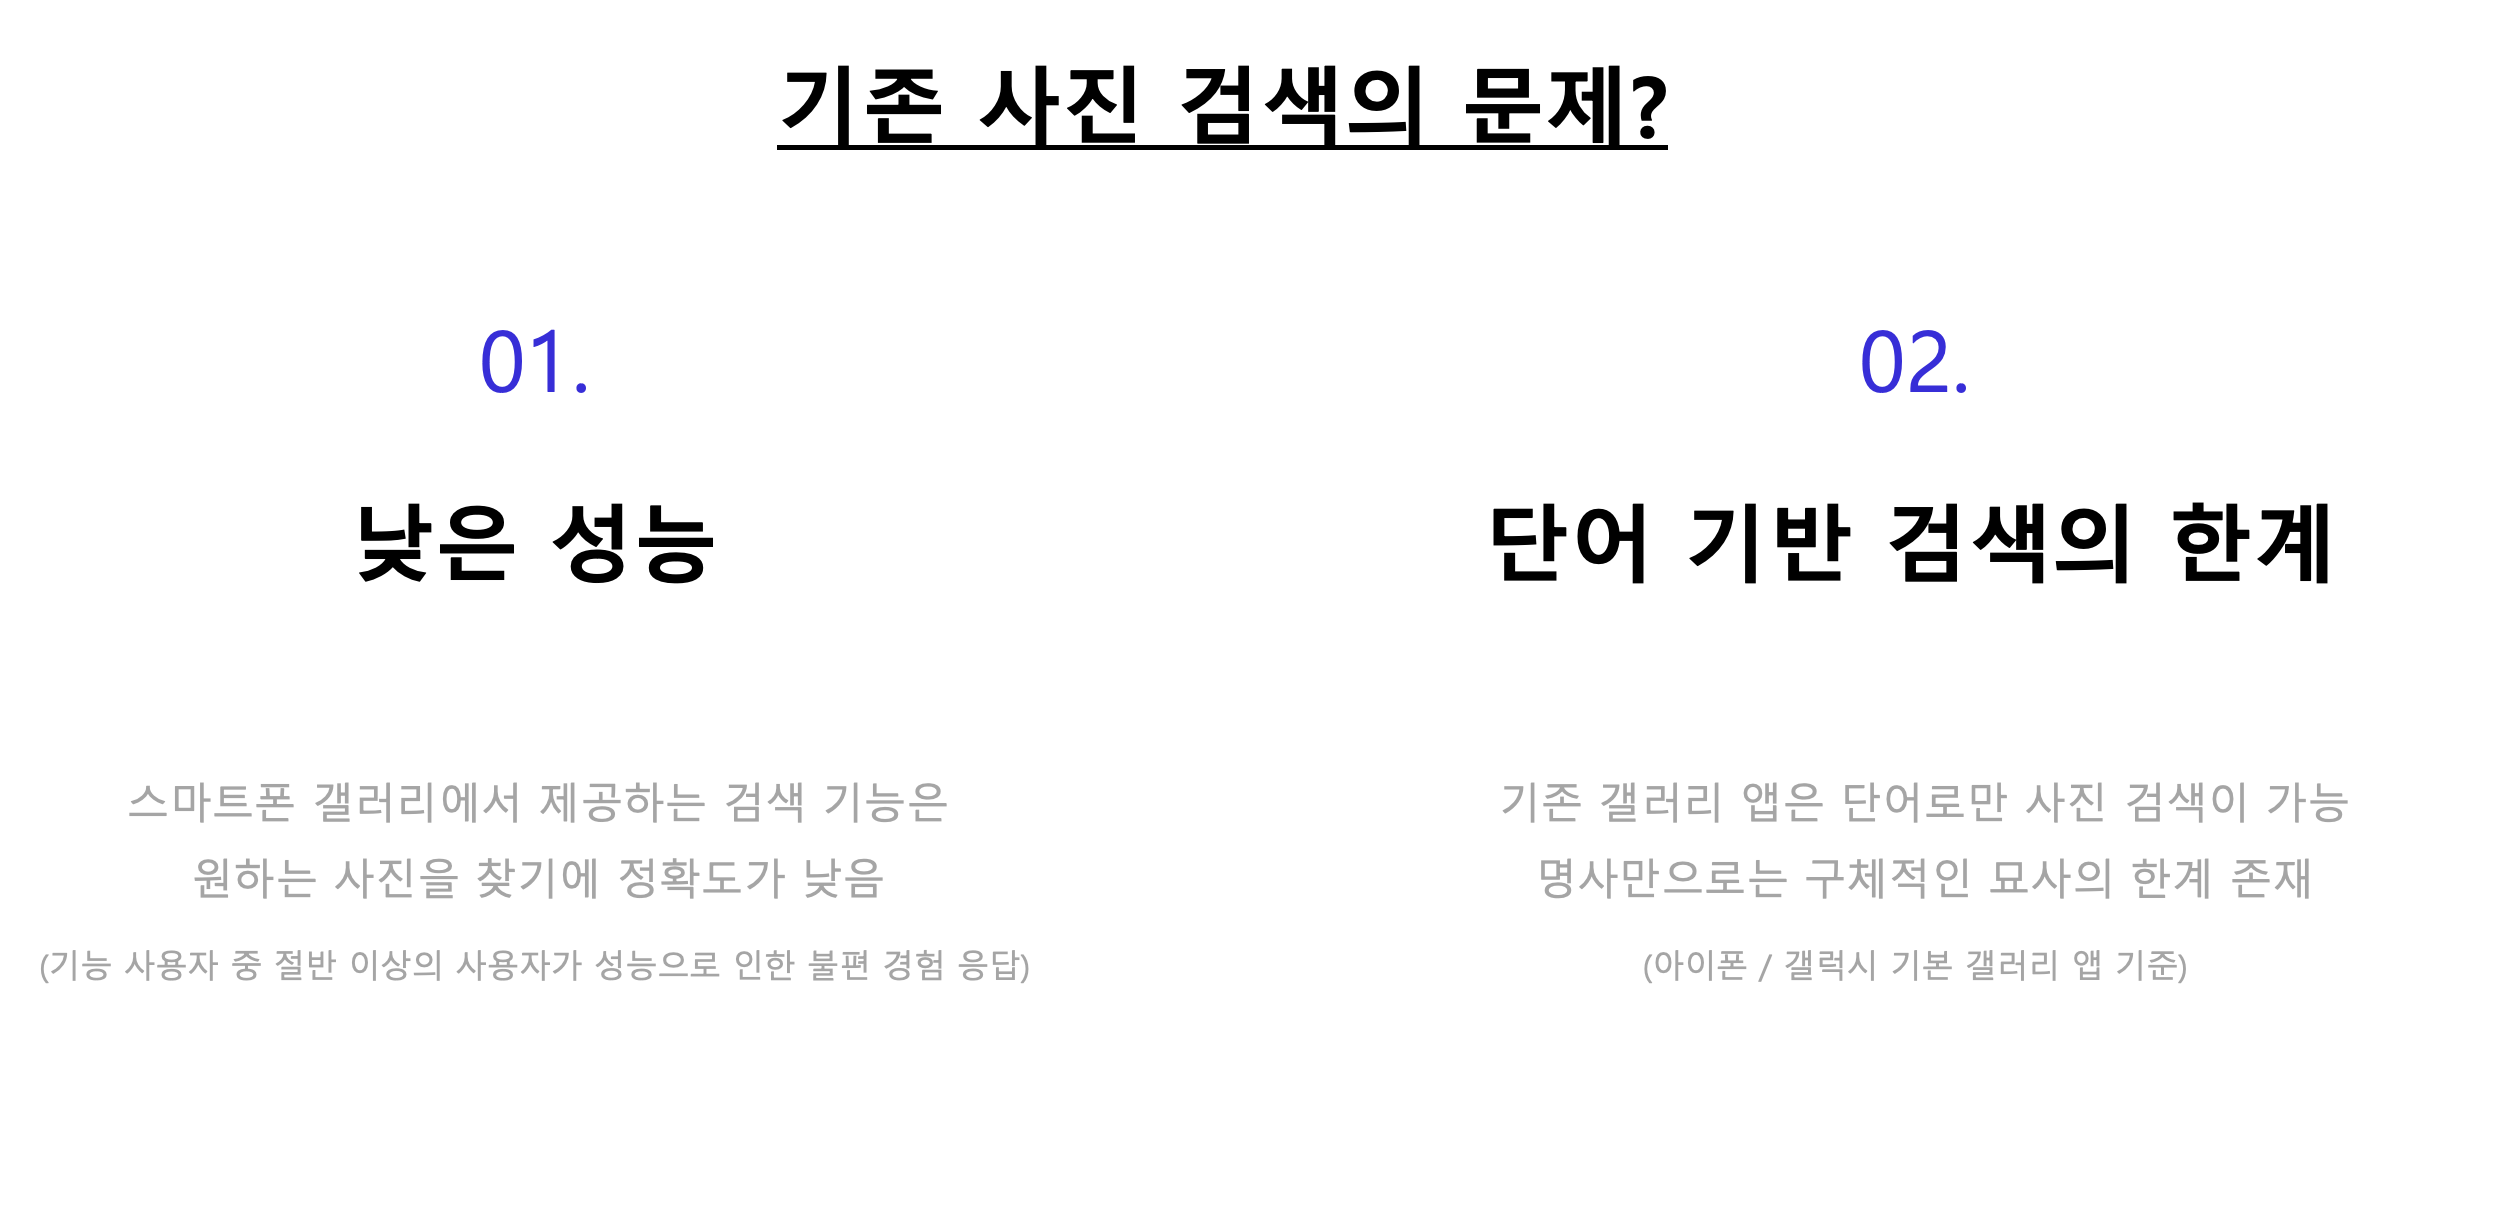 기존 사진 검색의 문제?
01.
낮은 성능
스마트폰 갤러리에서 제공하는 검색 기능은
원하는 사진을 찾기에 정확도가 낮음
(기존 사용자 중 절반 이상의 사용자가 성능으로 인한 불편 경험 응답)
02.
단어 기반 검색의 한계
기존 갤러리 앱은 단어로만 사진 검색이 가능
명사만으로는 구체적인 묘사의 한계 존재
(아이폰 / 갤럭시 기본 갤러리 앱 기준)